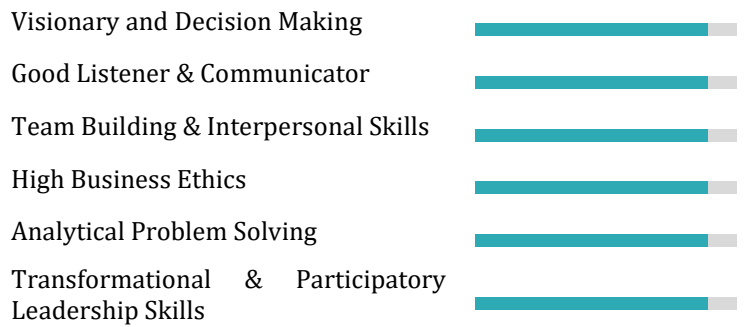 Visionary and Decision Making
Good Listener & Communicator
Team Building & Interpersonal Skills
High Business Ethics
Analytical Problem Solving
Transformational & Participatory
Leadership Skills